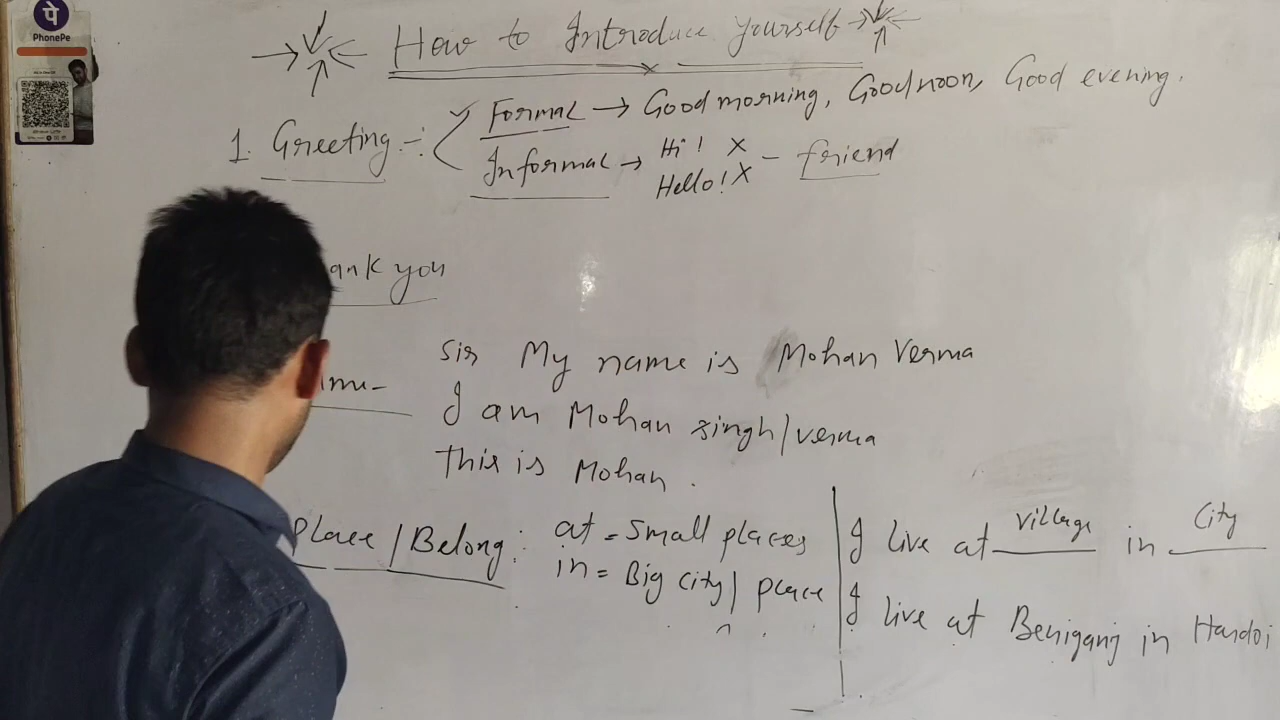 पे
PhonePe
How to Introduce yourself
1. Greeting :- Formal → Good morning, Good noon, Good evening.
Informal → Hi! X
Hello! X - friend
ank you
Sir My name is Mohan Verma
I am Mohan singh/verma
This is Mohan.
Place/Belong: at = small places
in = Big city/place
I live at village in City
I live at Benigang in Hardoi